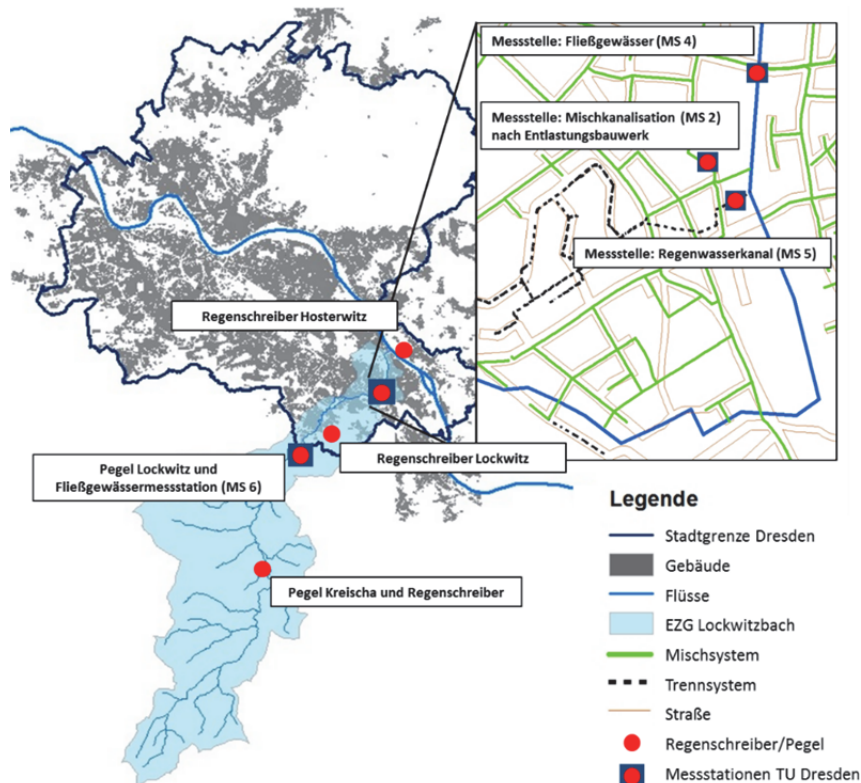 Messstelle: Fließgewässer (MS 4)
Messstelle: Mischkanalisation (MS 2)
nach Entlastungsbauwerk
Messstelle: Regenwasserkanal (MS 5)
Regenschreiber Hosterwitz
Regenschreiber Lockwitz
Pegel Lockwitz und
Fließgewässermessstation (MS 6)
Pegel Kreischa und Regenschreiber
Legende
Stadtgrenze Dresden
Gebäude
Flüsse
EZG Lockwitzbach
Mischsystem
Trennsystem
Straße
Regenschreiber/Pegel
Messstationen TU Dresden